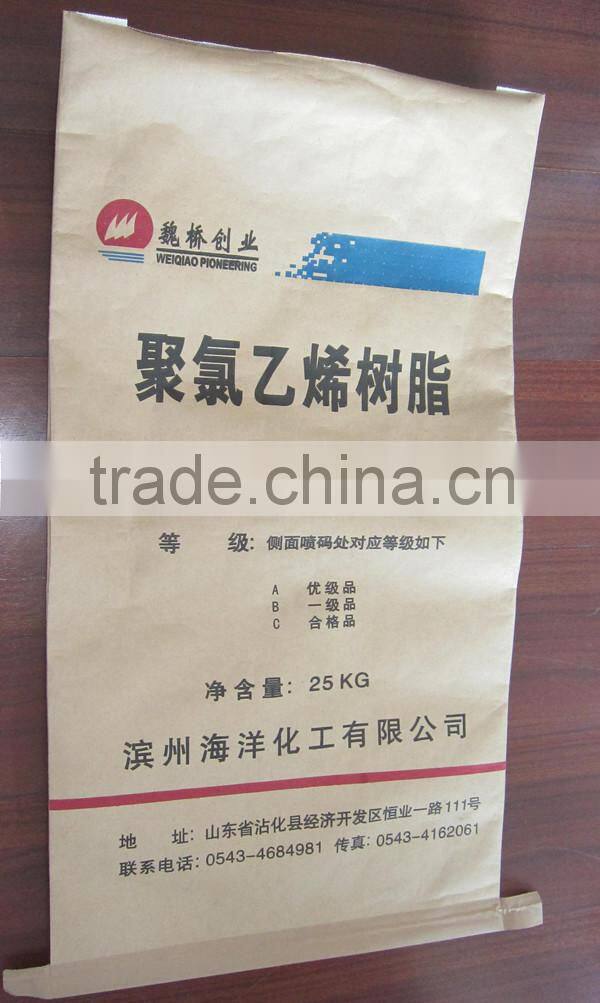 魏桥创业
WEIQIAO PIONEERING
聚氯乙烯树脂
trade.china.cn
等 级: 侧面喷码处对应等级如下
A 优级品
B 一级品
C 合格品
净含量: 25KG
滨州海洋化工有限公司
地 址: 山东省沾化县经济开发区恒业一路111号
联系电话: 0543-4684981 传真: 0543-4162061